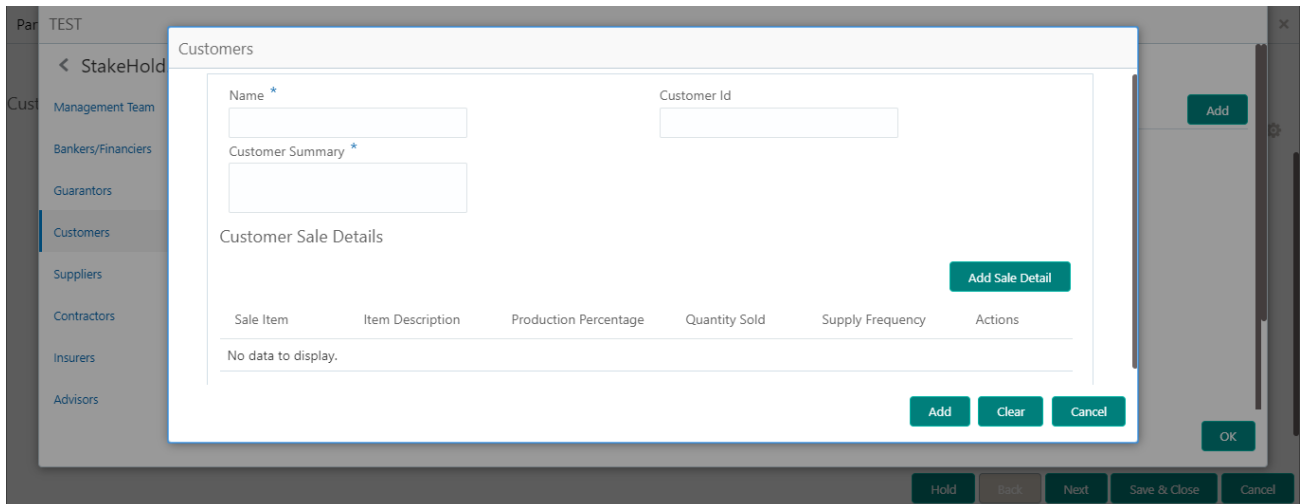 Par TEST
Customers
StakeHold
Name *
Customer Id
Cust
Management Team
Add
Customer Summary *
Bankers/Financiers
Guarantors
Customers
Customer Sale Details
Suppliers
Add Sale Detail
Contractors
Sale Item Item Description Production Percentage Quantity Sold Supply Frequency Actions
Insurers
No data to display.
Advisors
Add Clear Cancel
OK
Hold Back Next Save & Close Cancel